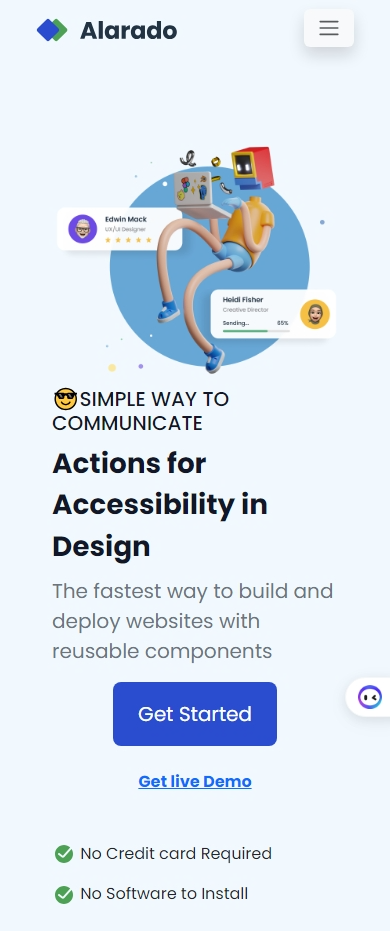 Alarado
Edwin Mack
UX/UI Designer
Heidi Fisher
Creative Director
Sending...
65%
😎SIMPLE WAY TO
COMMUNICATE
Actions for
Accessibility in
Design
The fastest way to build and
deploy websites with
reusable components
Get Started
Get live Demo
No Credit card Required
No Software to Install